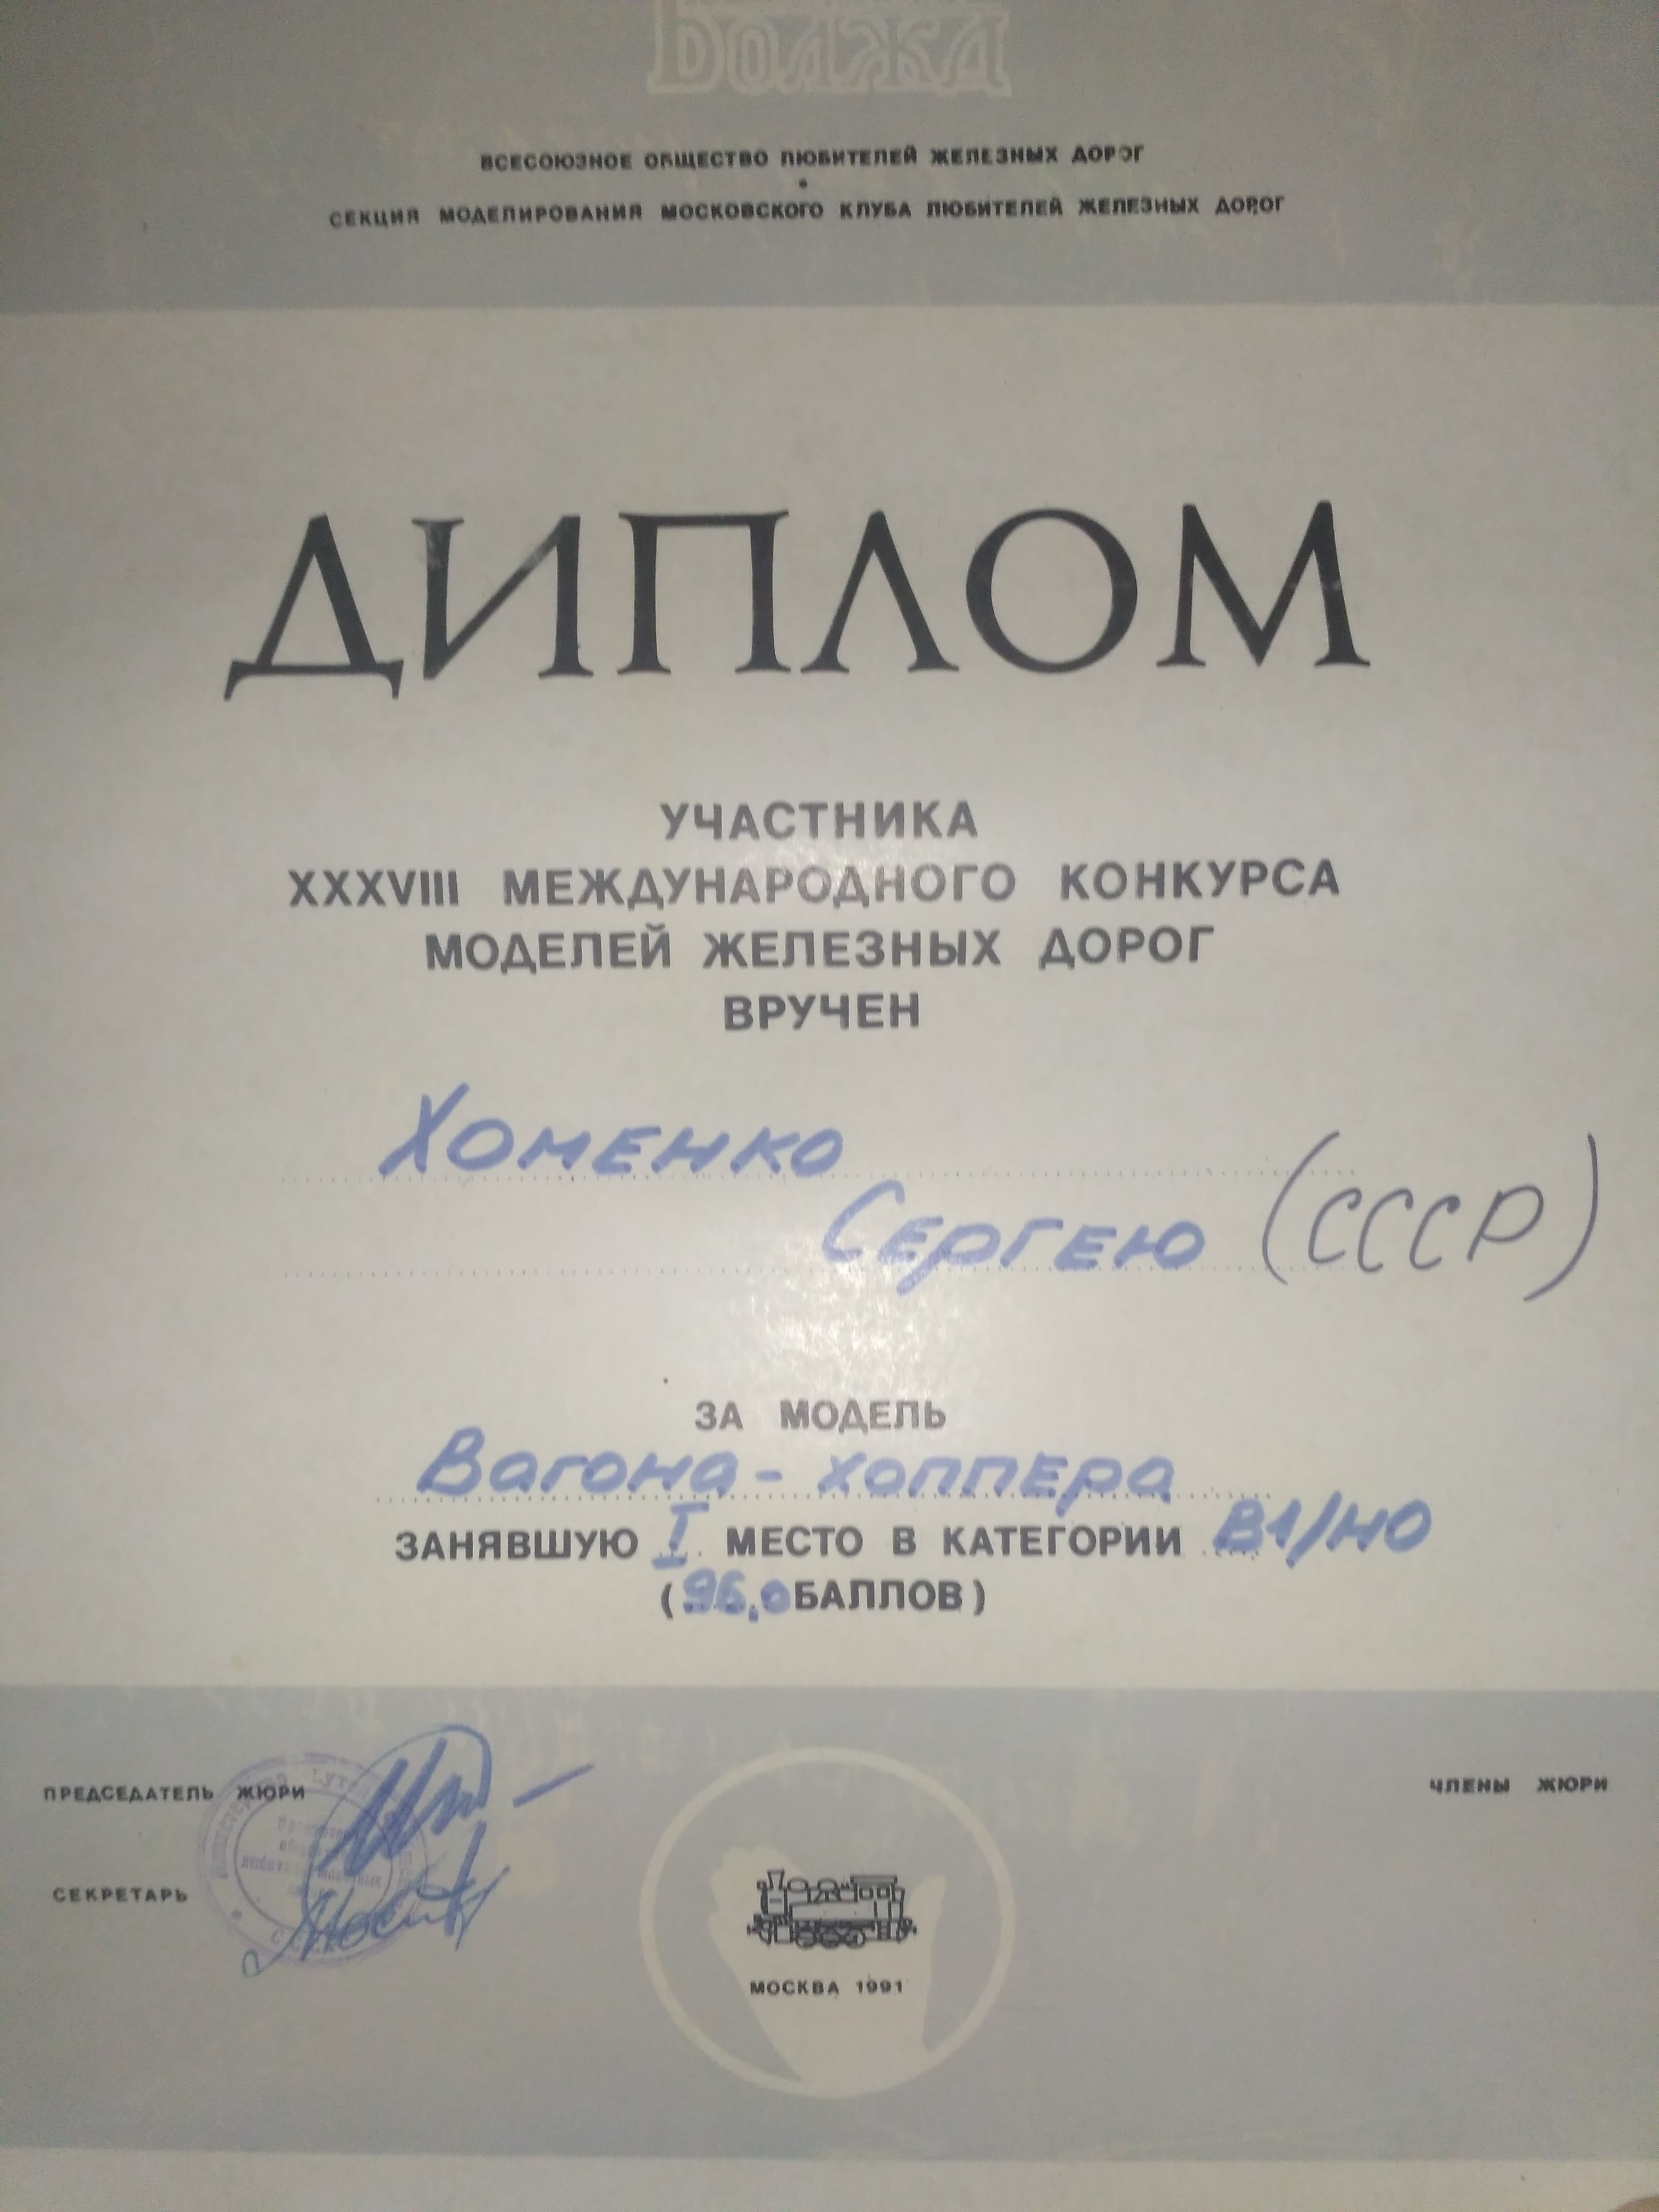 Волжд
ВСЕСОЮЗНОЕ ОБЩЕСТВО ЛЮБИТЕЛЕЙ ЖЕЛЕЗНЫХ ДОРОГ
•
СЕКЦИЯ МОДЕЛИРОВАНИЯ МОСКОВСКОГО КЛУБА ЛЮБИТЕЛЕЙ ЖЕЛЕЗНЫХ ДОРОГ
ДИПЛОМ
УЧАСТНИКА
XXXVIII МЕЖДУНАРОДНОГО КОНКУРСА
МОДЕЛЕЙ ЖЕЛЕЗНЫХ ДОРОГ
ВРУЧЕН
Хоменко
Сергею (СССР)
ЗА МОДЕЛЬ
Вагона-хоппера
ЗАНЯВШУЮ I МЕСТО В КАТЕГОРИИ В1/НО
(96,0 БАЛЛОВ)
ПРЕДСЕДАТЕЛЬ ЖЮРИ
ЧЛЕНЫ ЖЮРИ
СЕКРЕТАРЬ
МОСКВА 1991